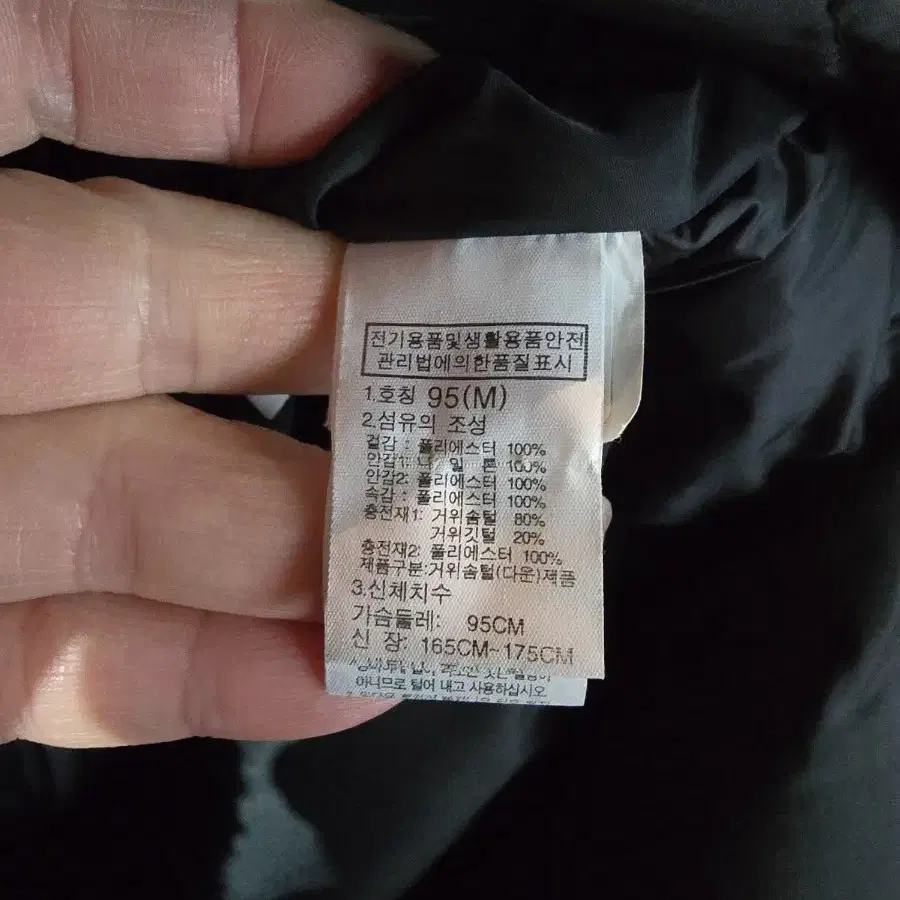 전기용품및생활용품안전
관리법에의한품질표시
1.호칭 95(M)
2.섬유의 조성
겉감 : 폴리에스터 100%
안감1: 나 일 론 100%
안감2: 폴리에스터 100%
속감 : 폴리에스터 100%
충전재1: 거위솜털 80%
거위깃털 20%
충전재2: 폴리에스터 100%
제품구분:거위솜털(다운)제품
3.신체치수
가슴둘레: 95CM
신 장: 165CM~175CM
아니므로 털어 내고 사용하십시오